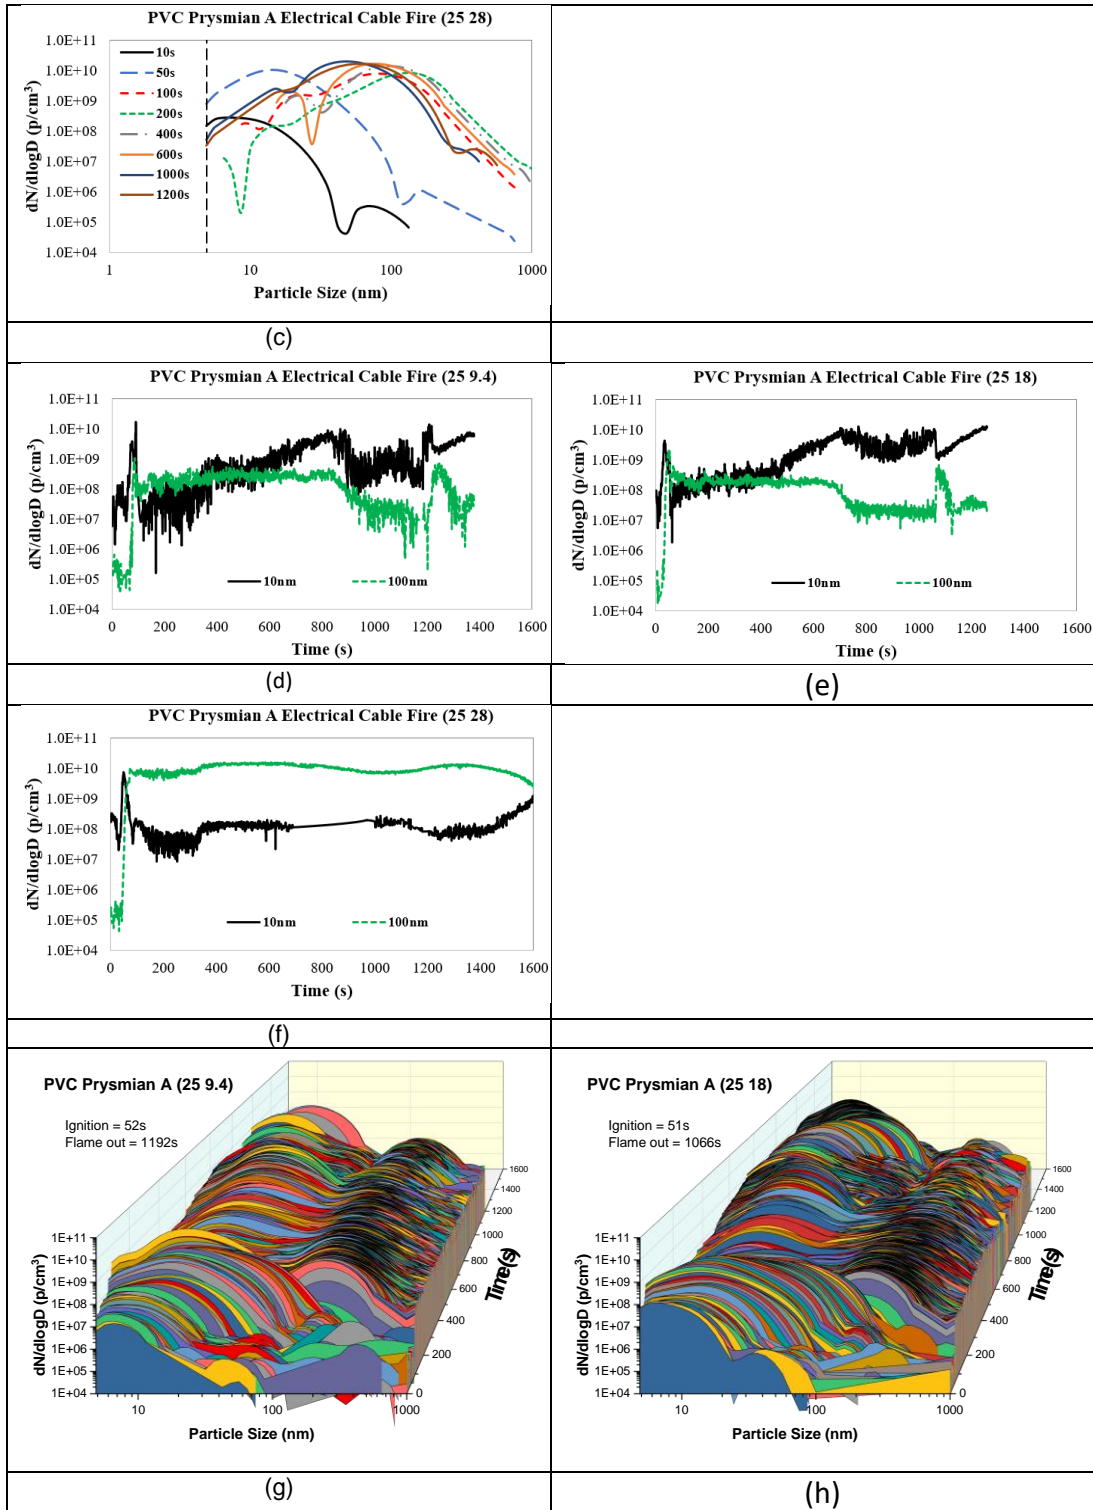 PVC Prysmian A Electrical Cable Fire (25 28)
1.0E+11
1.0E+10
1.0E+09
1.0E+08
1.0E+07
1.0E+06
1.0E+05
1.0E+04
dN/dlogD (p/cm³)
10s
50s
100s
200s
400s
600s
1000s
1200s
1 10 100 1000
Particle Size (nm)
(c)
PVC Prysmian A Electrical Cable Fire (25 9.4)
1.0E+11
1.0E+10
1.0E+09
1.0E+08
1.0E+07
1.0E+06
1.0E+05
1.0E+04
dN/dlogD (p/cm³)
10nm 100nm
0 200 400 600 800 1000 1200 1400 1600
Time (s)
(d)
PVC Prysmian A Electrical Cable Fire (25 18)
1.0E+11
1.0E+10
1.0E+09
1.0E+08
1.0E+07
1.0E+06
1.0E+05
1.0E+04
dN/dlogD (p/cm³)
10nm 100nm
0 200 400 600 800 1000 1200 1400 1600
Time (s)
(e)
PVC Prysmian A Electrical Cable Fire (25 28)
1.0E+11
1.0E+10
1.0E+09
1.0E+08
1.0E+07
1.0E+06
1.0E+05
1.0E+04
dN/dlogD (p/cm³)
10nm 100nm
0 200 400 600 800 1000 1200 1400 1600
Time (s)
(f)
PVC Prysmian A (25 9.4)
Ignition = 52s
Flame out = 1192s
1E+11
1E+10
1E+09
1E+08
1E+07
1E+06
1E+05
1E+04
dN/dlogD (p/cm³)
10 100 1000
Particle Size (nm)
0
200
400
600
800
1000
1200
1400
1600
Time(s)
(g)
PVC Prysmian A (25 18)
Ignition = 51s
Flame out = 1066s
1E+11
1E+10
1E+09
1E+08
1E+07
1E+06
1E+05
1E+04
dN/dlogD (p/cm³)
10 100 1000
Particle Size (nm)
0
200
400
600
800
1000
1200
1400
1600
Time(s)
(h)